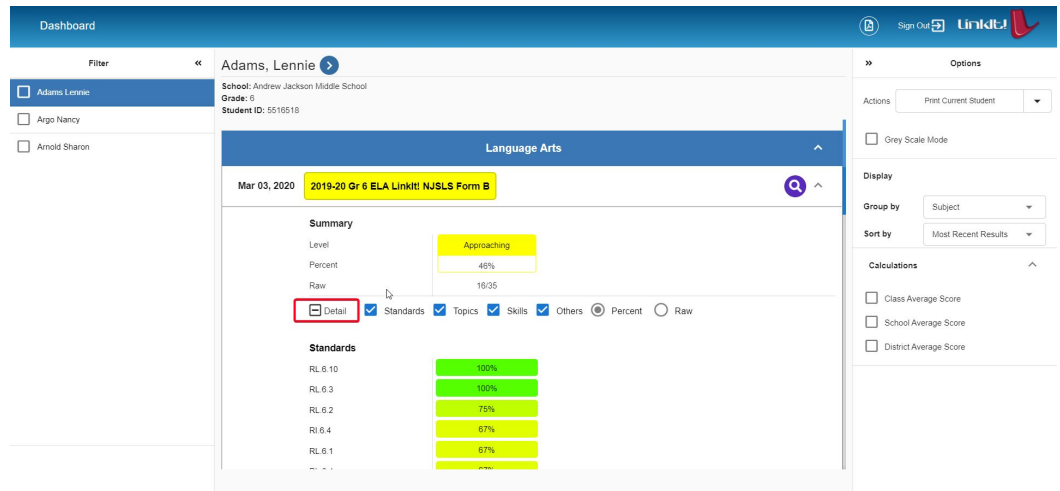 Dashboard
Sign Out
LinkIt!
Filter «
Adams Lennie
Argo Nancy
Arnold Sharon
Adams, Lennie
School: Andrew Jackson Middle School
Grade: 6
Student ID: 5516518
Language Arts
Mar 03, 2020 2019-20 Gr 6 ELA LinkIt! NJSLS Form B
Summary
Level Approaching
Percent 46%
Raw 16/35
Detail Standards Topics Skills Others Percent Raw
Standards
RL.6.10 100%
RL.6.3 100%
RL.6.2 75%
RI.6.4 67%
RL.6.1 67%
» Options
Actions Print Current Student
Grey Scale Mode
Display
Group by Subject
Sort by Most Recent Results
Calculations
Class Average Score
School Average Score
District Average Score